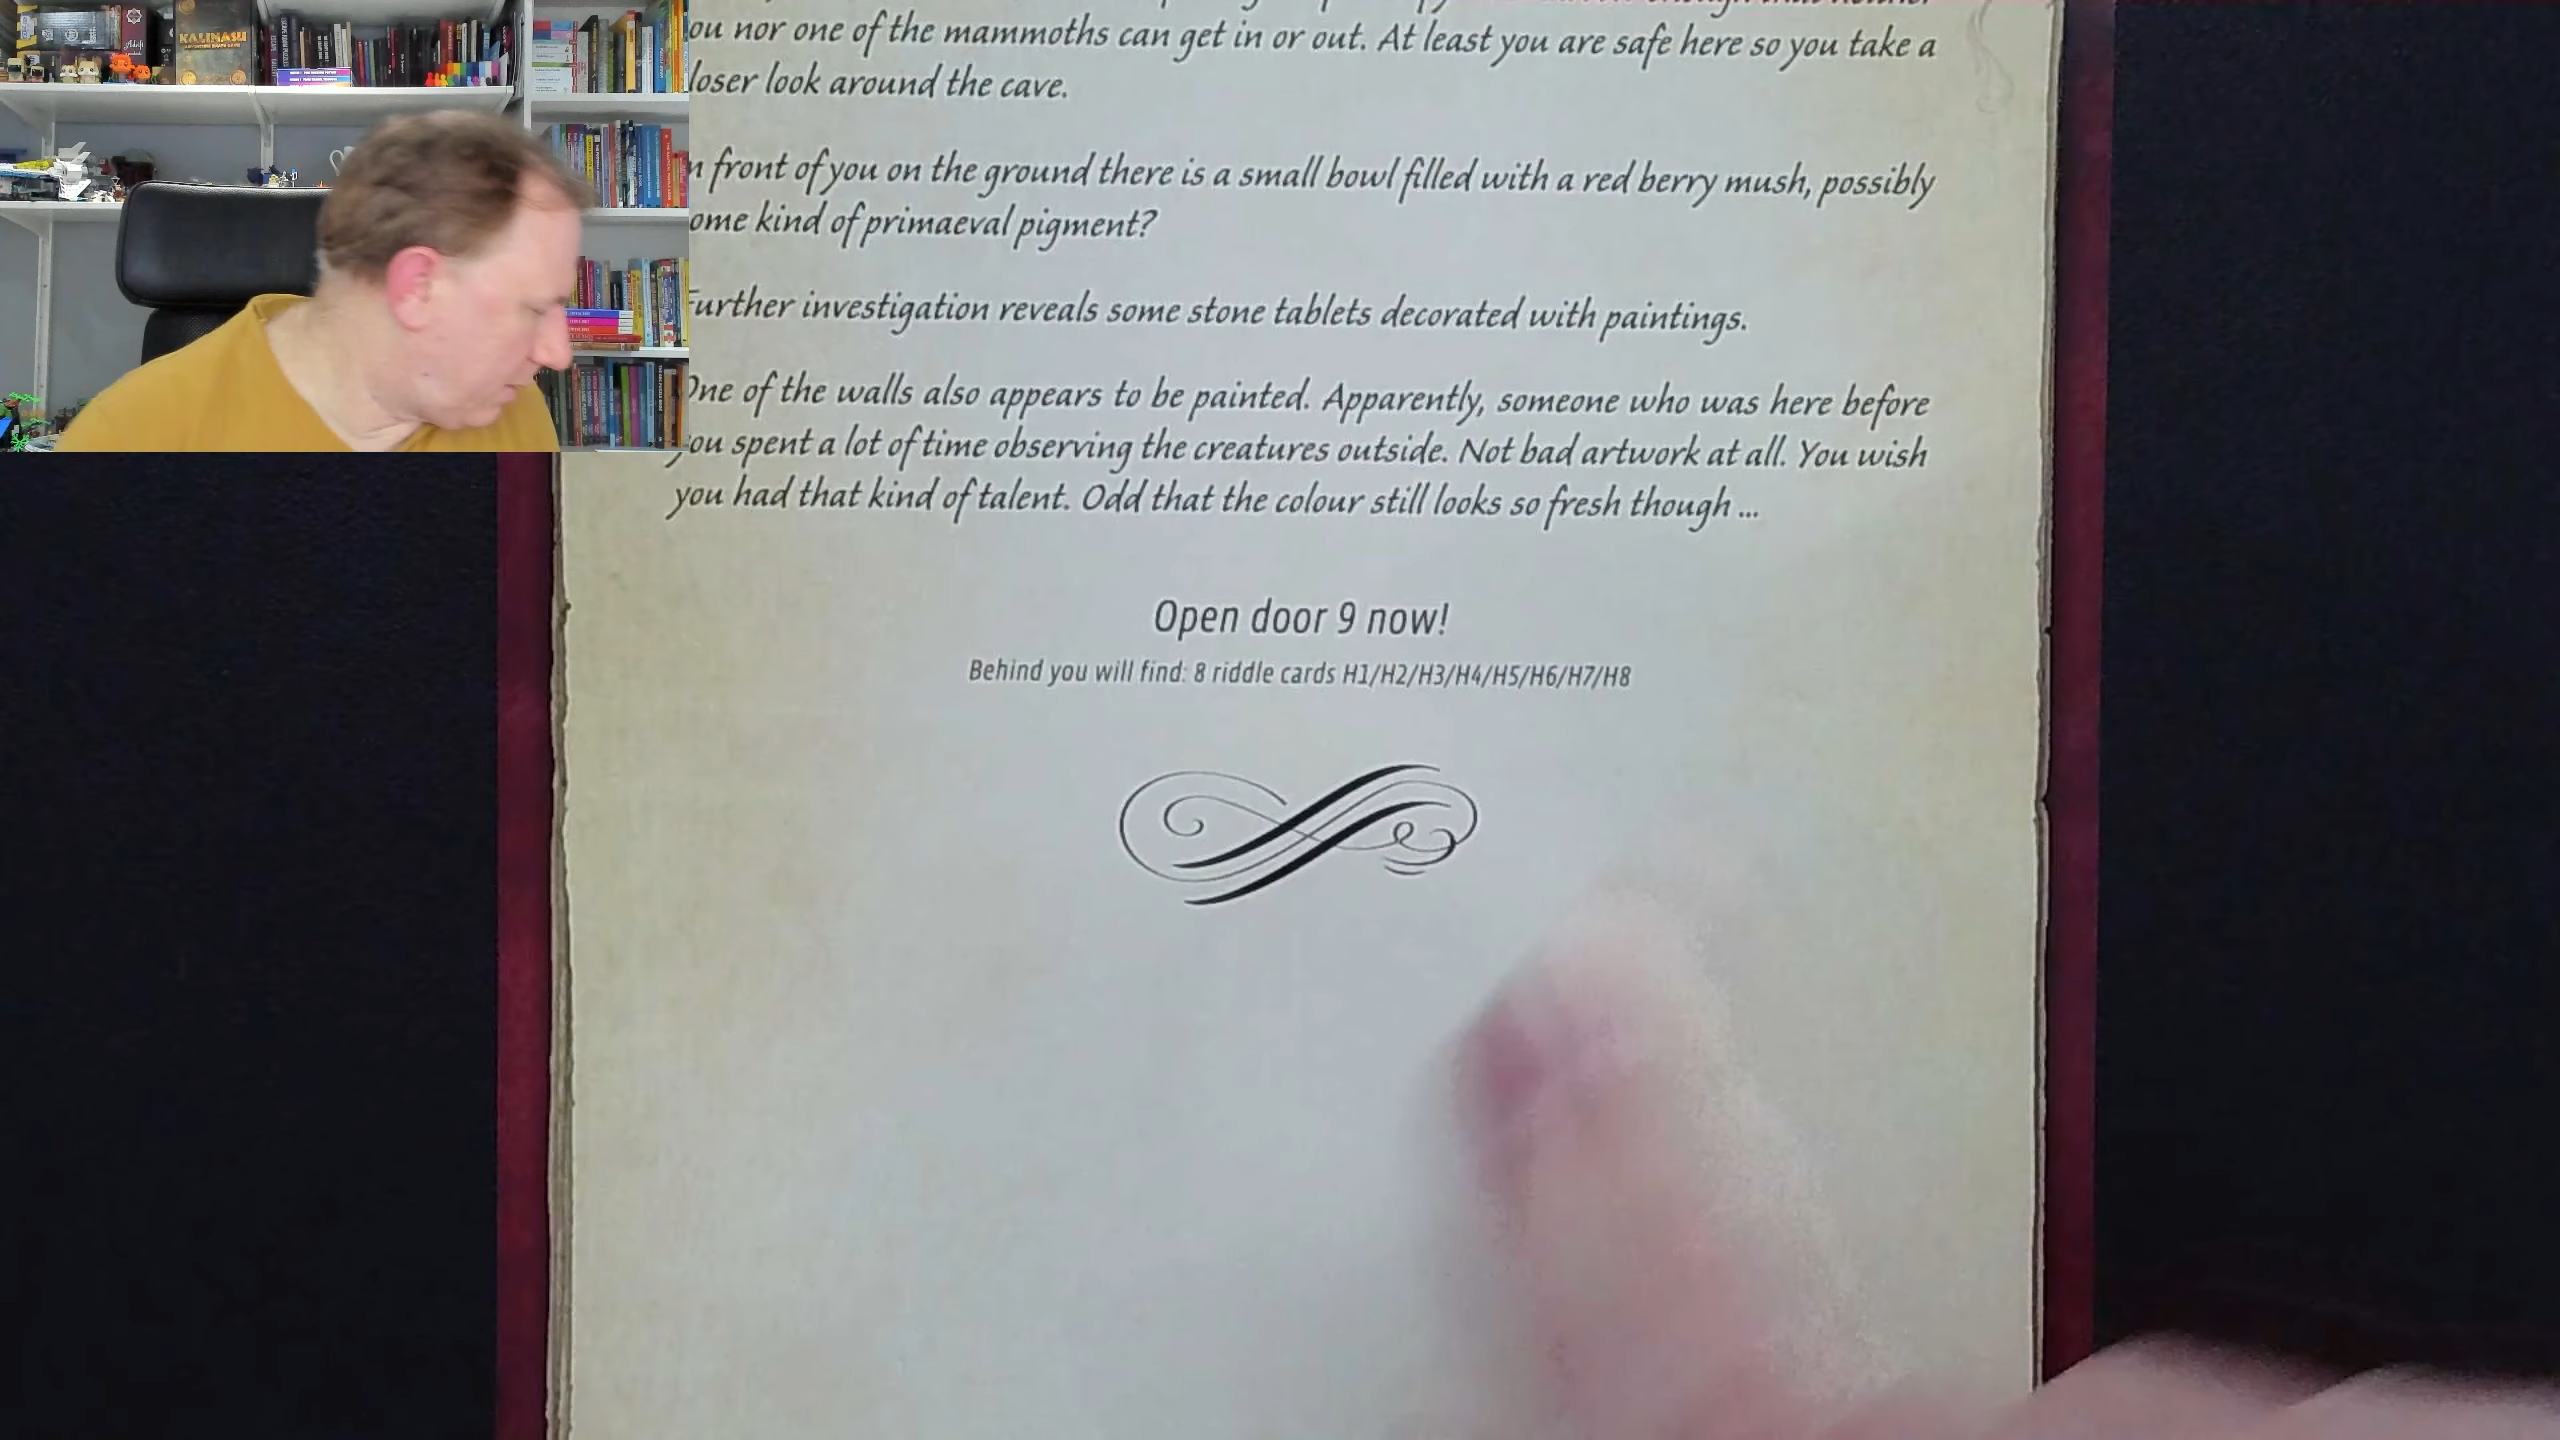 KALINASU
ou nor one of the mammoths can get in or out. At least you are safe here so you take a
loser look around the cave.
n front of you on the ground there is a small bowl filled with a red berry mush, possibly
ome kind of primaeval pigment?
urther investigation reveals some stone tablets decorated with paintings.
One of the walls also appears to be painted. Apparently, someone who was here before
you spent a lot of time observing the creatures outside. Not bad artwork at all. You wish
you had that kind of talent. Odd that the colour still looks so fresh though ...
Open door 9 now!
Behind you will find: 8 riddle cards H1/H2/H3/H4/H5/H6/H7/H8